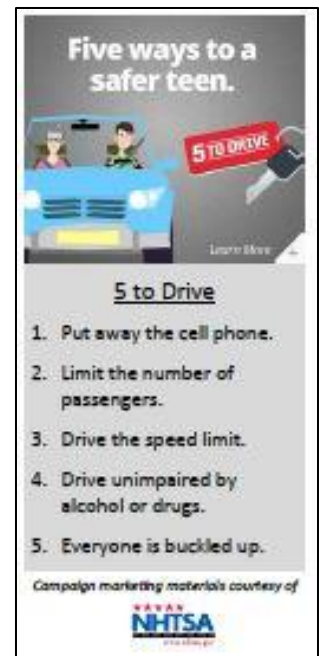 Five ways to a
safer teen.
5 TO DRIVE
Learn More
5 to Drive
1. Put away the cell phone.
2. Limit the number of
passengers.
3. Drive the speed limit.
4. Drive unimpaired by
alcohol or drugs.
5. Everyone is buckled up.
Campaign marketing materials courtesy of
NHTSA